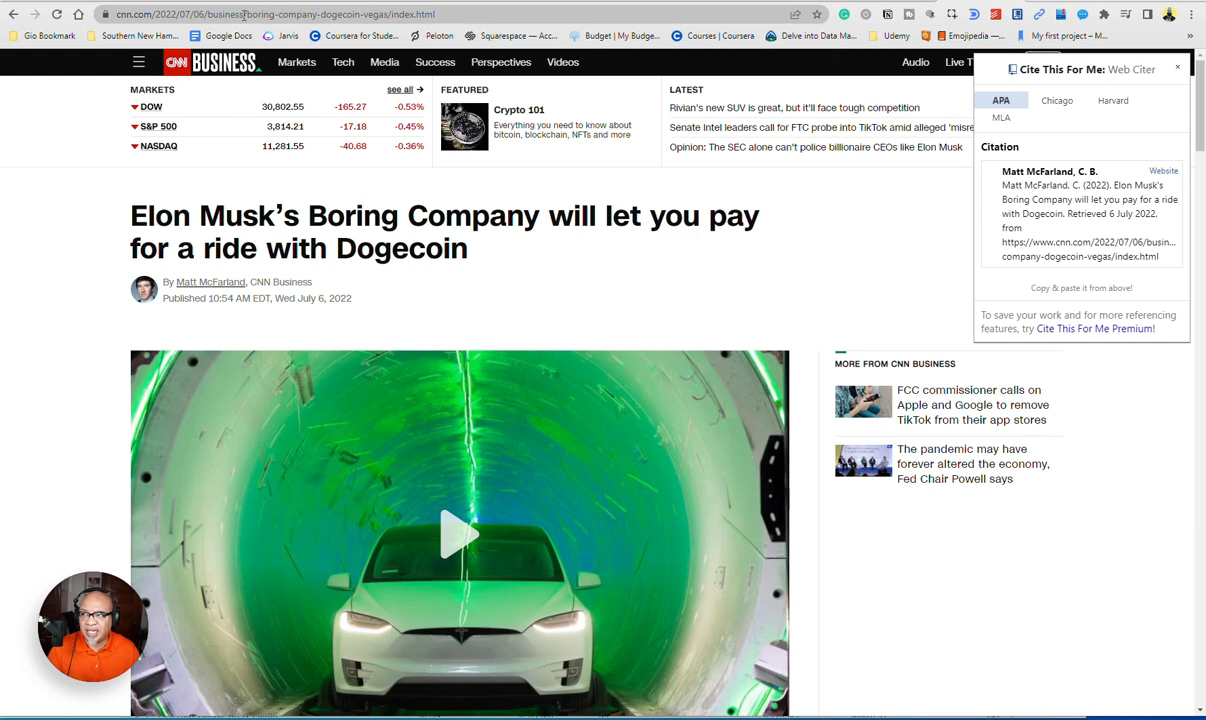 cnn.com/2022/07/06/business/boring-company-dogecoin-vegas/index.html
Gio Bookmark
Southern New Ham...
Google Docs
Jarvis
Coursera for Stude...
Peloton
Squarespace — Acc...
Budget | My Budge...
Courses | Coursera
Delve into Data Ma...
Udemy
Emojipedia —...
My first project – M...
CNN BUSINESS
Markets
Tech
Media
Success
Perspectives
Videos
Audio
Live T
MARKETS
see all →
DOW 30,802.55 -165.27 -0.53%
S&P 500 3,814.21 -17.18 -0.45%
NASDAQ 11,281.55 -40.68 -0.36%
FEATURED
Crypto 101
Everything you need to know about
bitcoin, blockchain, NFTs and more
LATEST
Rivian's new SUV is great, but it'll face tough competition
Senate Intel leaders call for FTC probe into TikTok amid alleged 'misre
Opinion: The SEC alone can't police billionaire CEOs like Elon Musk
Cite This For Me: Web Citer
×
APA
Chicago
Harvard
MLA
Citation
Matt McFarland, C. B.
Website
Matt McFarland, C. (2022). Elon Musk's
Boring Company will let you pay for a ride
with Dogecoin. Retrieved 6 July 2022,
from
https://www.cnn.com/2022/07/06/busin...
company-dogecoin-vegas/index.html
Copy & paste it from above!
To save your work and for more referencing
features, try Cite This For Me Premium!
Elon Musk's Boring Company will let you pay
for a ride with Dogecoin
By Matt McFarland, CNN Business
Published 10:54 AM EDT, Wed July 6, 2022
MORE FROM CNN BUSINESS
FCC commissioner calls on
Apple and Google to remove
TikTok from their app stores
The pandemic may have
forever altered the economy,
Fed Chair Powell says